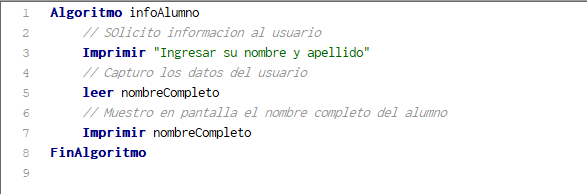 1 Algoritmo infoAlumno
2 // SOlicito informacion al usuario
3 Imprimir "Ingresar su nombre y apellido"
4 // Capturo los datos del usuario
5 leer nombreCompleto
6 // Muestro en pantalla el nombre completo del alumno
7 Imprimir nombreCompleto
8 FinAlgoritmo
9